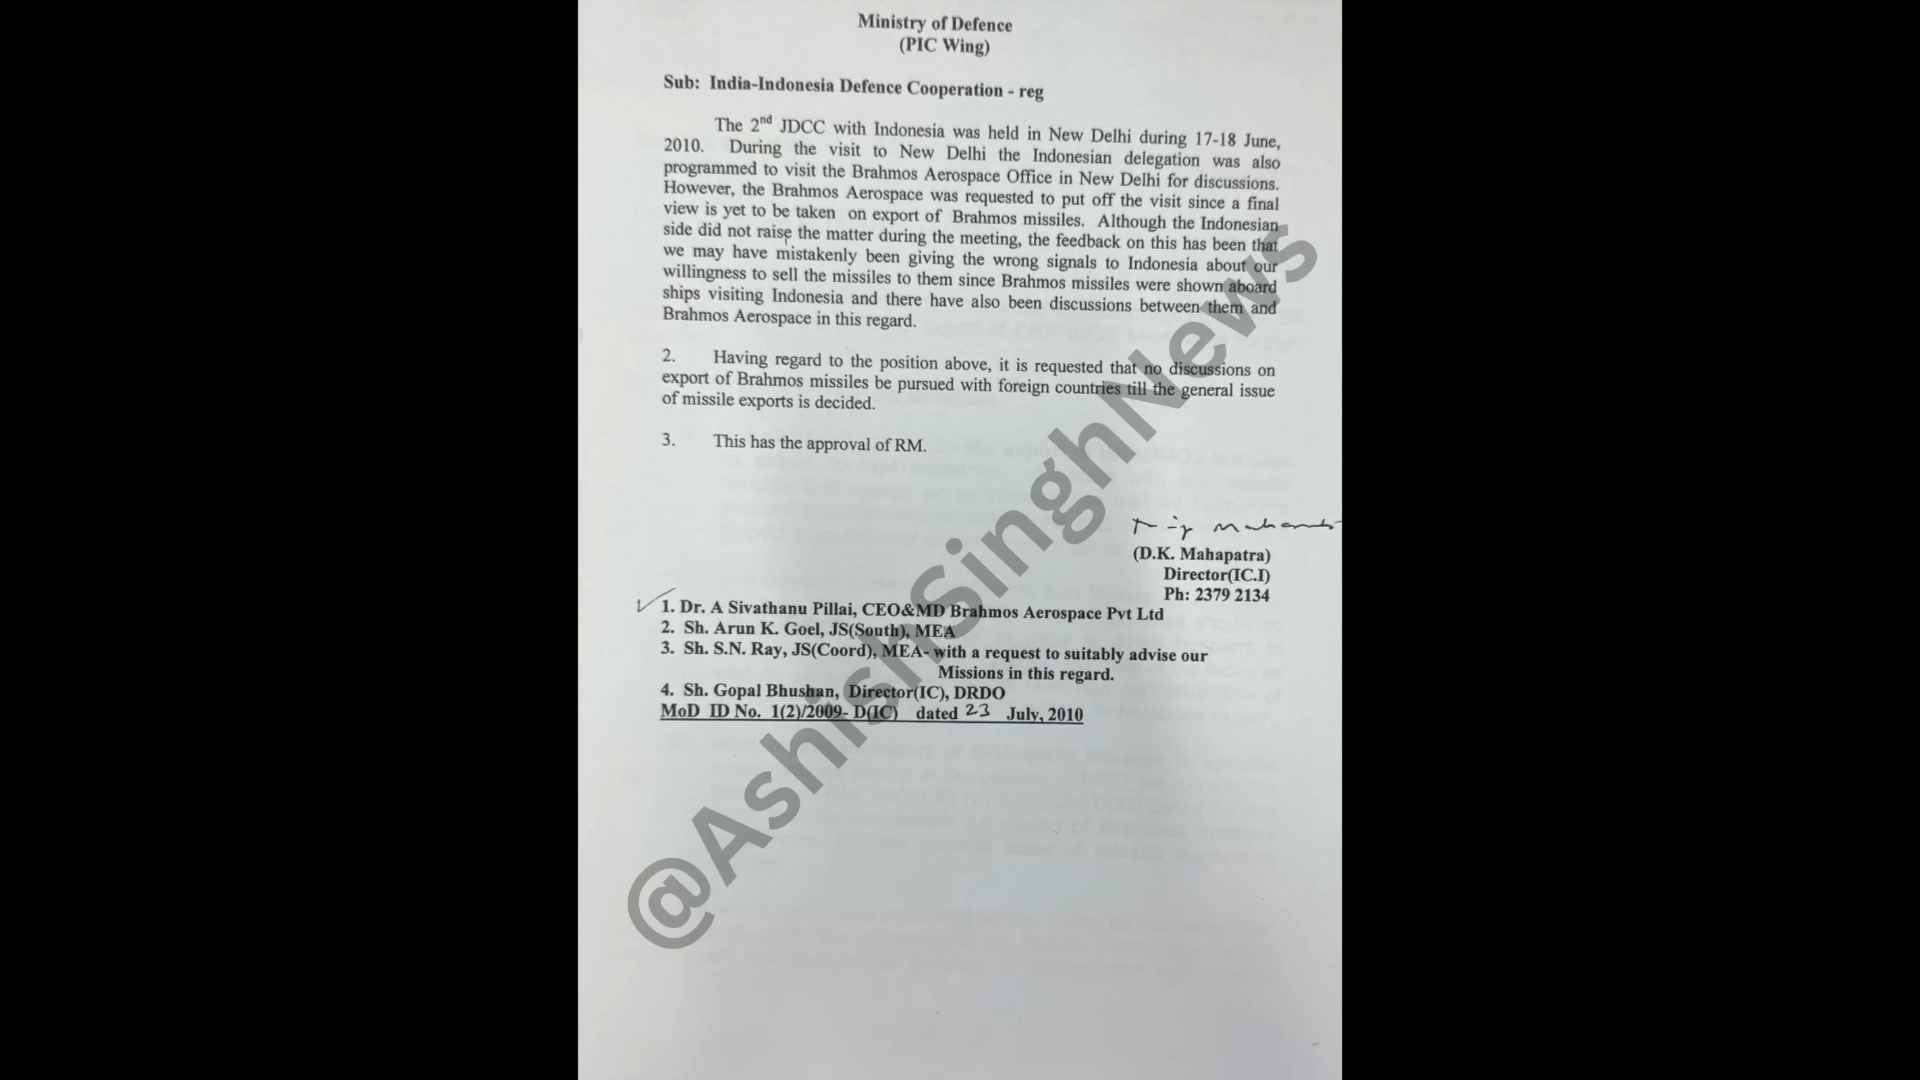 Ministry of Defence
(PIC Wing)
Sub: India-Indonesia Defence Cooperation - reg
The 2nd JDCC with Indonesia was held in New Delhi during 17-18 June,
2010. During the visit to New Delhi the Indonesian delegation was also
programmed to visit the Brahmos Aerospace Office in New Delhi for discussions.
However, the Brahmos Aerospace was requested to put off the visit since a final
view is yet to be taken on export of Brahmos missiles. Although the Indonesian
side did not raise the matter during the meeting, the feedback on this has been that
we may have mistakenly been giving the wrong signals to Indonesia about our
willingness to sell the missiles to them since Brahmos missiles were shown aboard
ships visiting Indonesia and there have also been discussions between them and
Brahmos Aerospace in this regard.
2. Having regard to the position above, it is requested that no discussions on
export of Brahmos missiles be pursued with foreign countries till the general issue
of missile exports is decided.
3. This has the approval of RM.
(D.K. Mahapatra)
Director(IC.I)
Ph: 2379 2134
1. Dr. A Sivathanu Pillai, CEO&MD Brahmos Aerospace Pvt Ltd
2. Sh. Arun K. Goel, JS(South), MEA
3. Sh. S.N. Ray, JS(Coord), MEA- with a request to suitably advise our
Missions in this regard.
4. Sh. Gopal Bhushan, Director(IC), DRDO
MoD ID No. 1(2)/2009- D(IC) dated 23 July, 2010
@AshishSinghNews